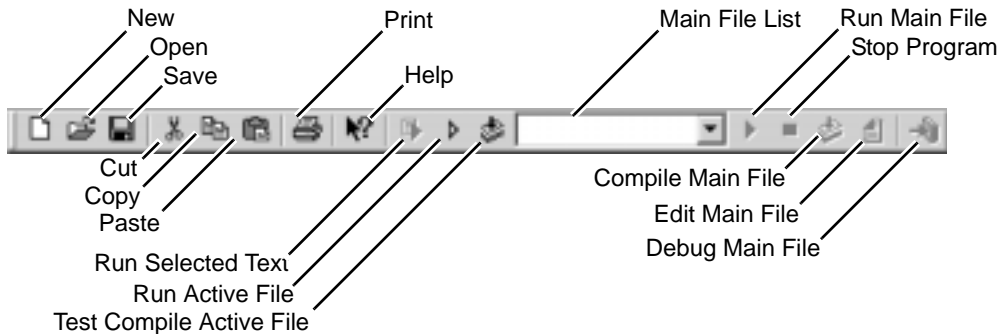 New
Open
Save
Print
Help
Main File List
Run Main File
Stop Program
Cut
Copy
Paste
Run Selected Text
Run Active File
Test Compile Active File
Compile Main File
Edit Main File
Debug Main File